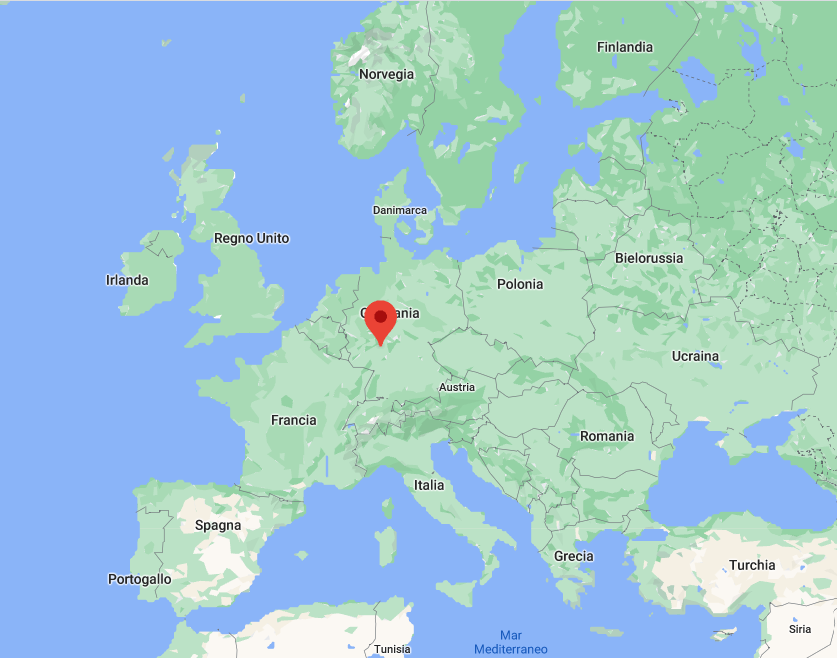 Finlandia
Norvegia
Danimarca
Regno Unito
Bielorussia
Irlanda
Polonia
Ucraina
Austria
Francia
Romania
Italia
Spagna
Grecia
Turchia
Portogallo
Siria
Mar
Mediterraneo
Tunisia